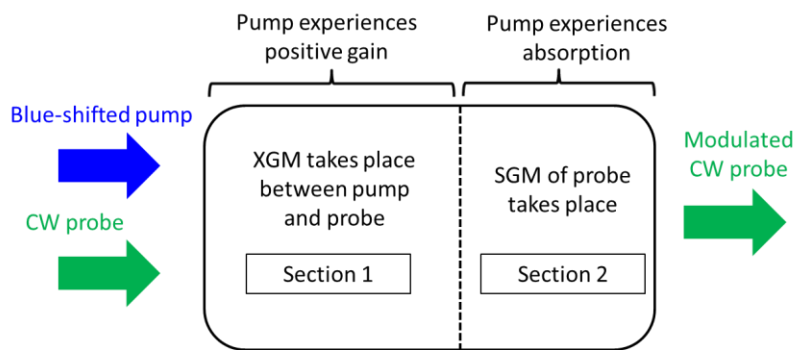 Pump experiences
positive gain
Pump experiences
absorption
Blue-shifted pump
CW probe
XGM takes place
between pump
and probe
Section 1
SGM of probe
takes place
Section 2
Modulated
CW probe